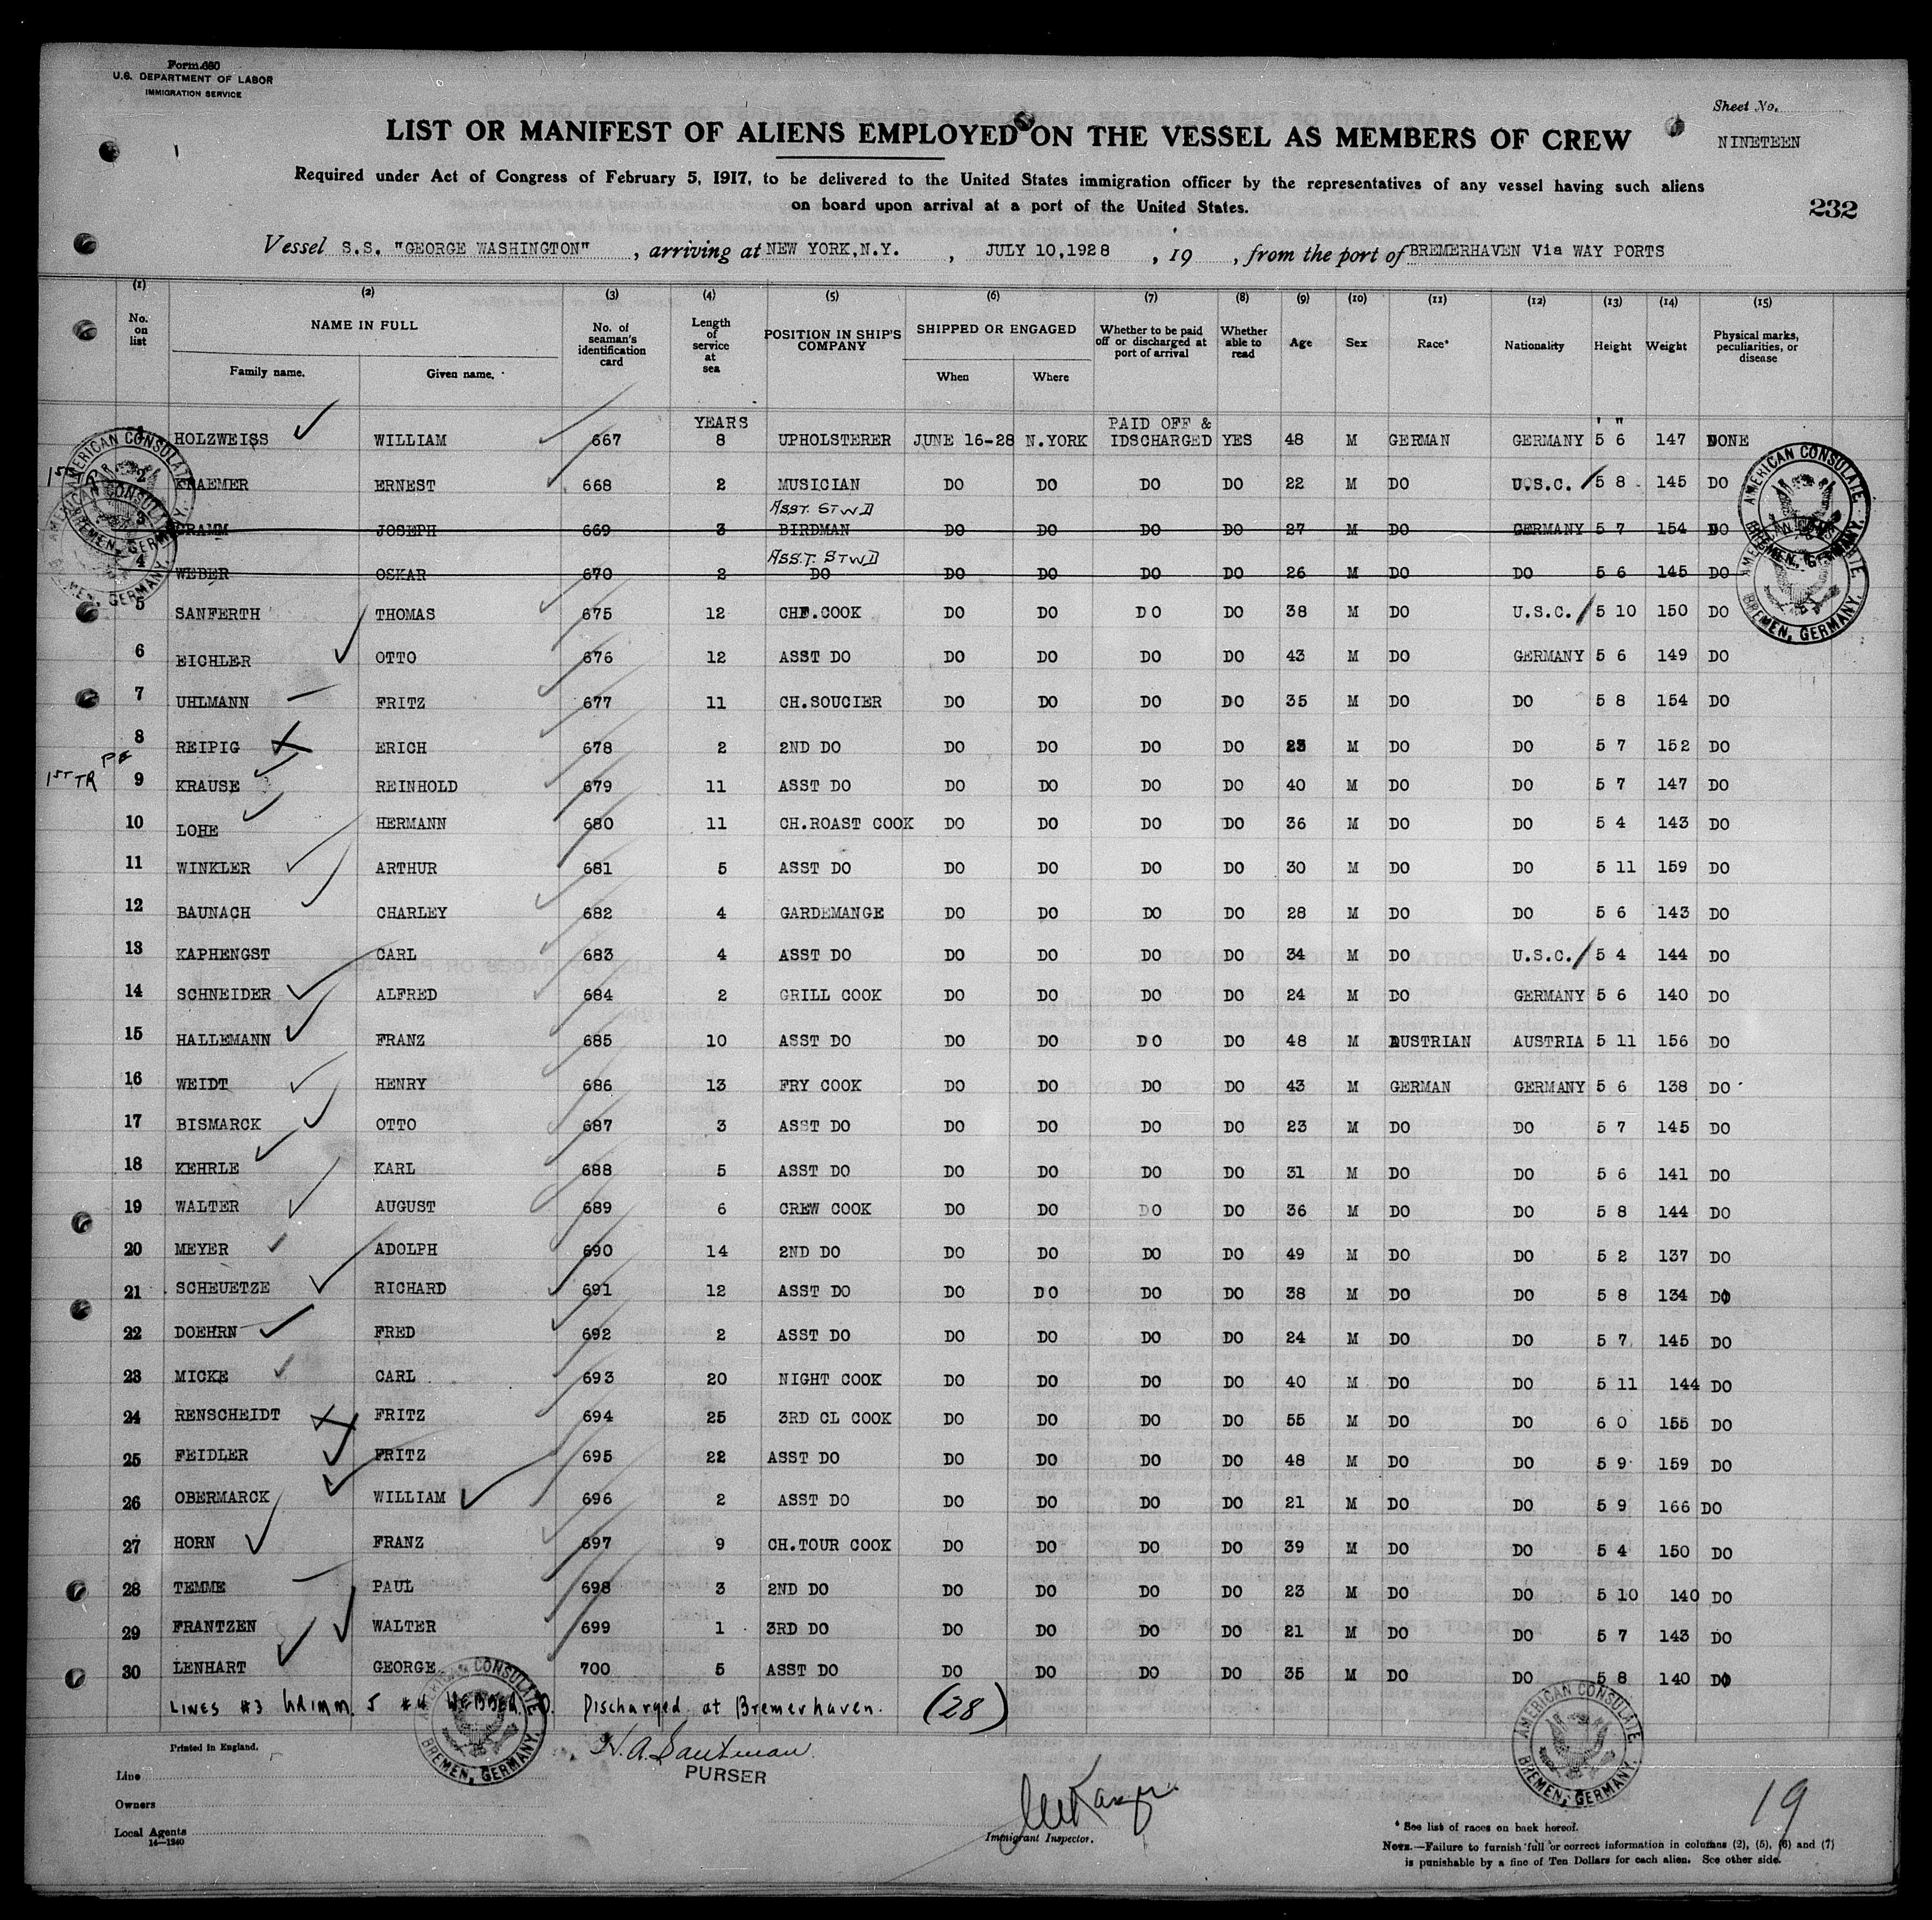 Form 680
U.S. DEPARTMENT OF LABOR
IMMIGRATION SERVICE
Sheet No.
NINETEEN
LIST OR MANIFEST OF ALIENS EMPLOYED ON THE VESSEL AS MEMBERS OF CREW
Required under Act of Congress of February 5, 1917, to be delivered to the United States immigration officer by the representatives of any vessel having such aliens
on board upon arrival at a port of the United States.
232
Vessel S.S. "GEORGE WASHINGTON", arriving at NEW YORK, N.Y., JULY 10, 1928, 19 , from the port of BREMERHAVEN Via WAY PORTS
(1) (2) (3) (4) (5) (6) (7) (8) (9) (10) (11) (12) (13) (14) (15)
No. on list NAME IN FULL No. of seaman's identification card Length of service at sea POSITION IN SHIP'S COMPANY SHIPPED OR ENGAGED Whether to be paid off or discharged at port of arrival Whether able to read Age Sex Race* Nationality Height Weight Physical marks, peculiarities, or disease
Family name. Given name. When Where
YEARS PAID OFF & ' "
HOLZWEISS WILLIAM 667 8 UPHOLSTERER JUNE 16-28 N.YORK IDSCHARGED YES 48 M GERMAN GERMANY 5 6 147 NONE
1ST 2 KRAEMER ERNEST 668 2 MUSICIAN DO DO DO DO 22 M DO U.S.C. 5 8 145 DO
ASST. STWD
3 JOSEPH 669 3 BIRDMAN DO DO DO DO 27 M DO GERMANY 5 7 154 DO
ASST. STWD
4 WEBER OSKAR 670 2 DO DO DO DO DO 26 M DO DO 5 6 145 DO
5 SANFERTH THOMAS 675 12 CHF.COOK DO DO DO DO 38 M DO U.S.C. 5 10 150 DO
6 EICHLER OTTO 676 12 ASST DO DO DO DO DO 43 M DO GERMANY 5 6 149 DO
7 UHLMANN FRITZ 677 11 CH.SOUCIER DO DO DO DO 35 M DO DO 5 8 154 DO
8 REIPIG ERICH 678 2 2ND DO DO DO DO DO 23 M DO DO 5 7 152 DO
1ST TR 9 KRAUSE REINHOLD 679 11 ASST DO DO DO DO DO 40 M DO DO 5 7 147 DO
10 LOHE HERMANN 680 11 CH.ROAST COOK DO DO DO DO 36 M DO DO 5 4 143 DO
11 WINKLER ARTHUR 681 5 ASST DO DO DO DO DO 30 M DO DO 5 11 159 DO
12 BAUNACH CHARLEY 682 4 GARDEMANGE DO DO DO DO 28 M DO DO 5 6 143 DO
13 KAPHENGST CARL 683 4 ASST DO DO DO DO DO 34 M DO U.S.C. 5 4 144 DO
14 SCHNEIDER ALFRED 684 2 GRILL COOK DO DO DO DO 24 M DO GERMANY 5 6 140 DO
15 HALLEMANN FRANZ 685 10 ASST DO DO DO DO DO 48 M AUSTRIAN AUSTRIA 5 11 156 DO
16 WEIDT HENRY 686 13 FRY COOK DO DO DO DO 43 M GERMAN GERMANY 5 6 138 DO
17 BISMARCK OTTO 687 3 ASST DO DO DO DO DO 23 M DO DO 5 7 145 DO
18 KEHRLE KARL 688 5 ASST DO DO DO DO DO 31 M DO DO 5 6 141 DO
19 WALTER AUGUST 689 6 CREW COOK DO DO DO DO 36 M DO DO 5 8 144 DO
20 MEYER ADOLPH 690 14 2ND DO DO DO DO DO 49 M DO DO 5 2 137 DO
21 SCHEUETZE RICHARD 691 12 ASST DO DO DO DO DO 38 M DO DO 5 8 134 DO
22 DOEHRN FRED 692 2 ASST DO DO DO DO DO 24 M DO DO 5 7 145 DO
23 MICKE CARL 693 20 NIGHT COOK DO DO DO DO 40 M DO DO 5 11 144 DO
24 RENSCHEIDT FRITZ 694 25 3RD CL COOK DO DO DO DO 55 M DO DO 6 0 155 DO
25 FEIDLER FRITZ 695 22 ASST DO DO DO DO DO 48 M DO DO 5 9 159 DO
26 OBERMARCK WILLIAM 696 2 ASST DO DO DO DO DO 21 M DO DO 5 9 166 DO
27 HORN FRANZ 697 9 CH.TOUR COOK DO DO DO DO 39 M DO DO 5 4 150 DO
28 TEMME PAUL 698 3 2ND DO DO DO DO DO 23 M DO DO 5 10 140 DO
29 FRANTZEN WALTER 699 1 3RD DO DO DO DO DO 21 M DO DO 5 7 143 DO
30 LENHART GEORGE 700 5 ASST DO DO DO DO DO 35 M DO DO 5 8 140 DO
LINES #3 J #4 Discharged at Bremerhaven. (28)
AMERICAN CONSULATE
BREMEN, GERMANY.
Printed in England.
PURSER
Line
Owners
Local Agents
14-1240
Immigrant Inspector.
19
* See list of races on back hereof.
NOTE.—Failure to furnish full or correct information in columns (2), (5), (6) and (7)
is punishable by a fine of Ten Dollars for each alien. See other side.